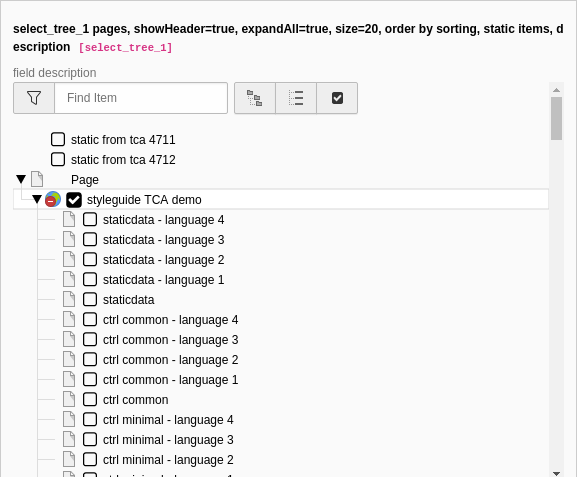 select_tree_1 pages, showHeader=true, expandAll=true, size=20, order by sorting, static items, d
escription [select_tree_1]
field description
Find Item
static from tca 4711
static from tca 4712
Page
styleguide TCA demo
staticdata - language 4
staticdata - language 3
staticdata - language 2
staticdata - language 1
staticdata
ctrl common - language 4
ctrl common - language 3
ctrl common - language 2
ctrl common - language 1
ctrl common
ctrl minimal - language 4
ctrl minimal - language 3
ctrl minimal - language 2